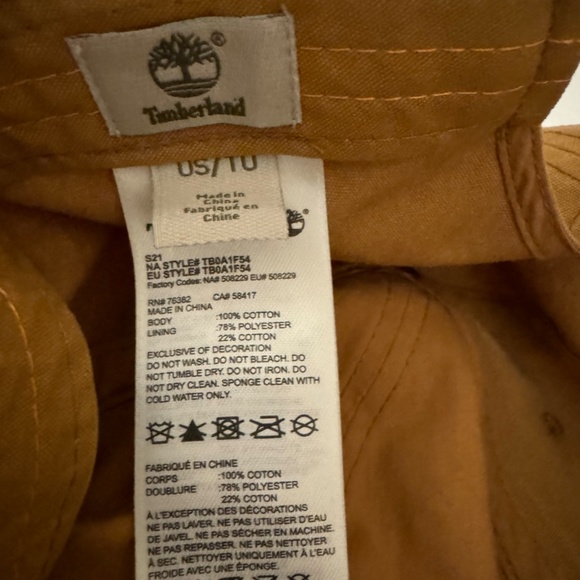 Timberland
US/TU
Made in
China
Fabriqué en
Chine
S21
NA STYLE# TB0A1F54
EU STYLE# TB0A1F54
Factory Codes: NA# 508229 EU# 508229
RN# 76382 CA# 58417
MADE IN CHINA
BODY :100% COTTON
LINING :78% POLYESTER
22% COTTON
EXCLUSIVE OF DECORATION
DO NOT WASH. DO NOT BLEACH. DO
NOT TUMBLE DRY. DO NOT IRON. DO
NOT DRY CLEAN. SPONGE CLEAN WITH
COLD WATER ONLY.
FABRIQUÉ EN CHINE
CORPS :100% COTON
DOUBLURE :78% POLYESTER
22% COTON
À L'EXCEPTION DES DÉCORATIONS
NE PAS LAVER. NE PAS UTILISER D'EAU
DE JAVEL. NE PAS SÉCHER EN MACHINE.
NE PAS REPASSER. NE PAS NETTOYER
À SEC. NETTOYER UNIQUEMENT À L'EAU
FROIDE AVEC UNE ÉPONGE.